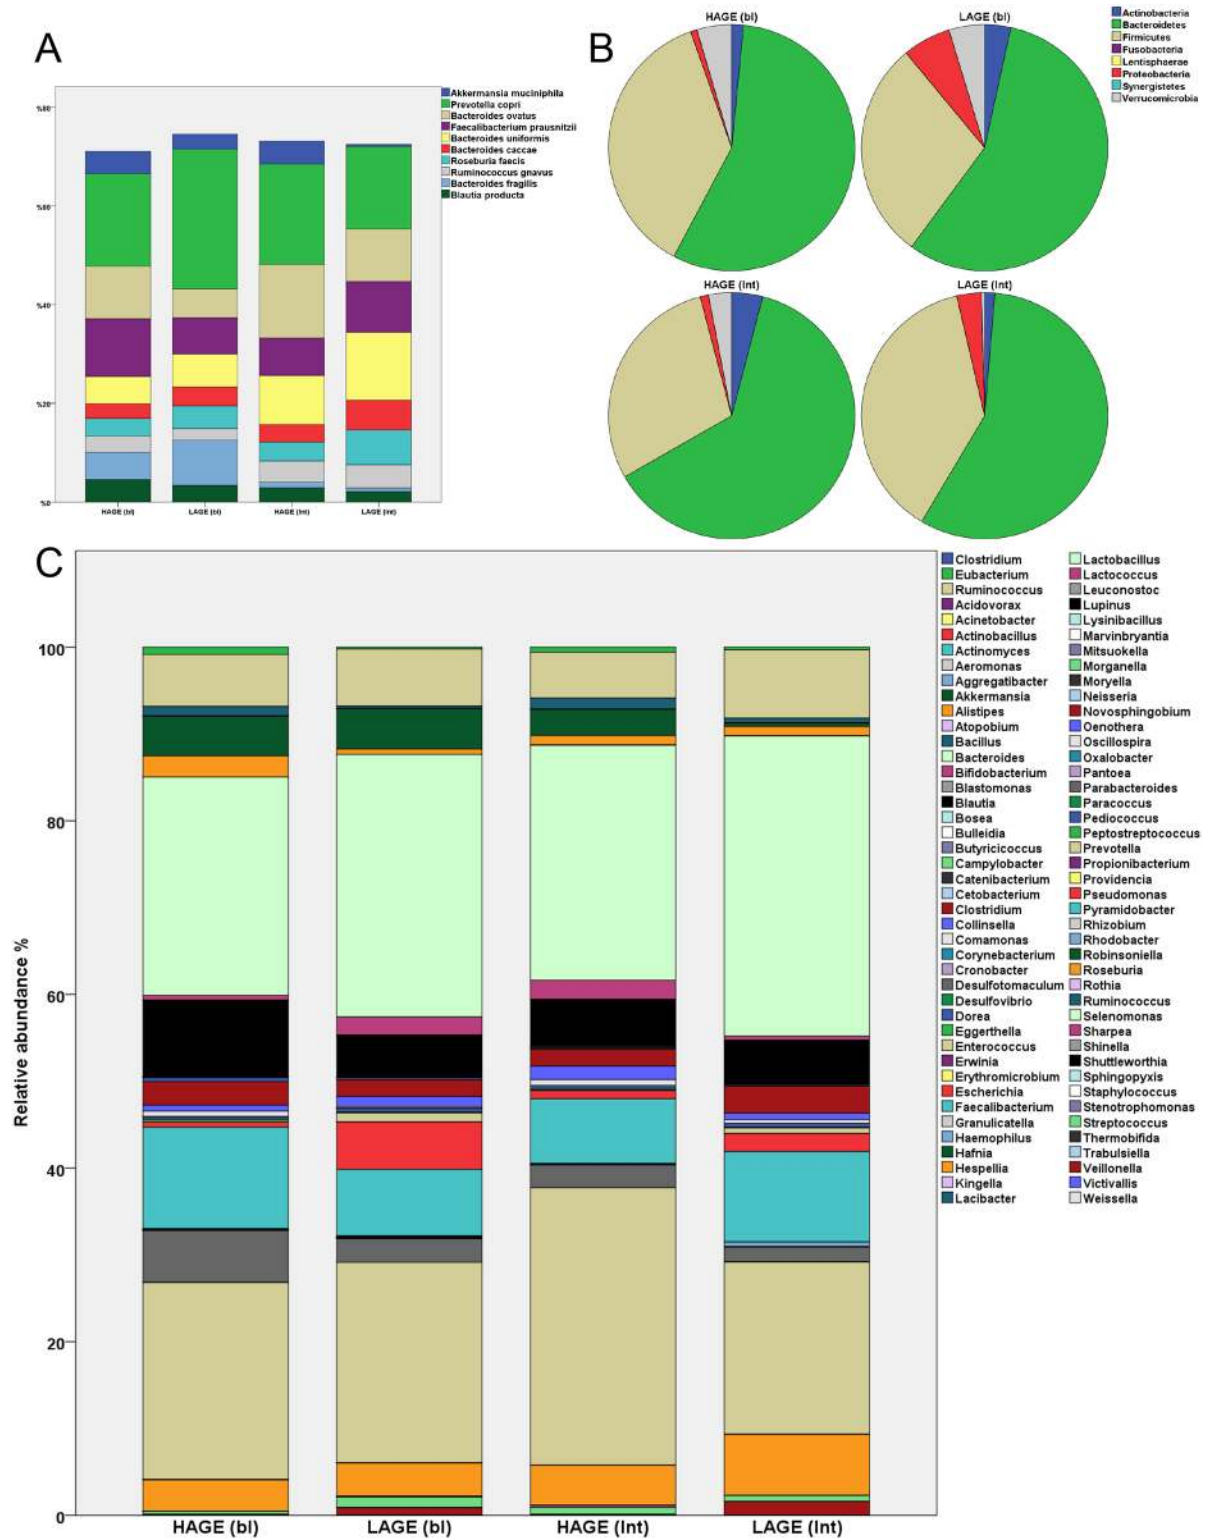 A
%80
%60
%40
%20
%0
HAGE (bl)
LAGE (bl)
HAGE (Int)
LAGE (Int)
Akkermansia muciniphila
Prevotella copri
Bacteroides ovatus
Faecalibacterium prausnitzii
Bacteroides uniformis
Bacteroides caccae
Roseburia faecis
Ruminococcus gnavus
Bacteroides fragilis
Blautia producta
B
HAGE (bl)
LAGE (bl)
HAGE (Int)
LAGE (Int)
Actinobacteria
Bacteroidetes
Firmicutes
Fusobacteria
Lentisphaerae
Proteobacteria
Synergistetes
Verrucomicrobia
C
Relative abundance %
100
80
60
40
20
0
HAGE (bl)
LAGE (bl)
HAGE (Int)
LAGE (Int)
Clostridium
Eubacterium
Ruminococcus
Acidovorax
Acinetobacter
Actinobacillus
Actinomyces
Aeromonas
Aggregatibacter
Akkermansia
Alistipes
Atopobium
Bacillus
Bacteroides
Bifidobacterium
Blastomonas
Blautia
Bosea
Bulleidia
Butyricicoccus
Campylobacter
Catenibacterium
Cetobacterium
Clostridium
Collinsella
Comamonas
Corynebacterium
Cronobacter
Desulfotomaculum
Desulfovibrio
Dorea
Eggerthella
Enterococcus
Erwinia
Erythromicrobium
Escherichia
Faecalibacterium
Granulicatella
Haemophilus
Hafnia
Hespellia
Kingella
Lacibacter
Lactobacillus
Lactococcus
Leuconostoc
Lupinus
Lysinibacillus
Marvinbryantia
Mitsuokella
Morganella
Moryella
Neisseria
Novosphingobium
Oenothera
Oscillospira
Oxalobacter
Pantoea
Parabacteroides
Paracoccus
Pediococcus
Peptostreptococcus
Prevotella
Propionibacterium
Providencia
Pseudomonas
Pyramidobacter
Rhizobium
Rhodobacter
Robinsoniella
Roseburia
Rothia
Ruminococcus
Selenomonas
Sharpea
Shinella
Shuttleworthia
Sphingopyxis
Staphylococcus
Stenotrophomonas
Streptococcus
Thermobifida
Trabulsiella
Veillonella
Victivallis
Weissella